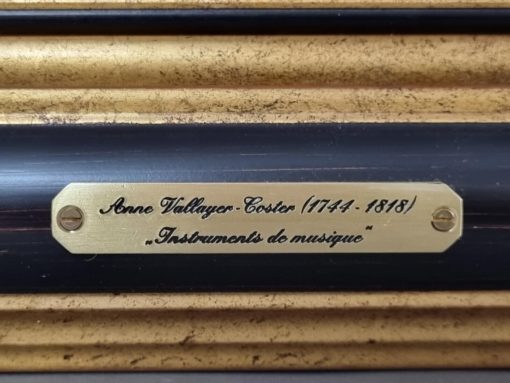 Anne Vallayer-Coster (1744 - 1818)
„Instruments de musique“